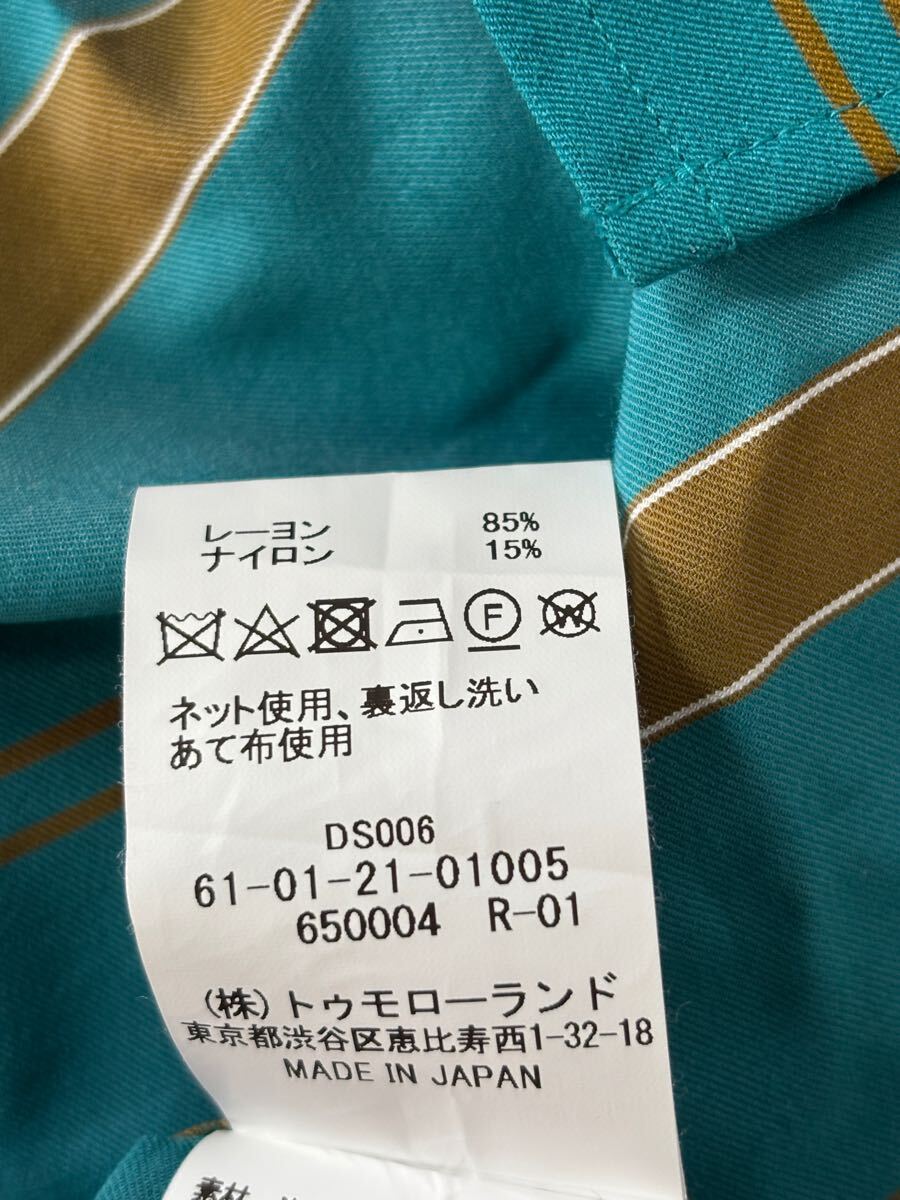 レーヨン 85%
ナイロン 15%
F W
ネット使用、裏返し洗い
あて布使用
DS006
61-01-21-01005
650004 R-01
(株)トゥモローランド
東京都渋谷区恵比寿西1-32-18
MADE IN JAPAN
素材